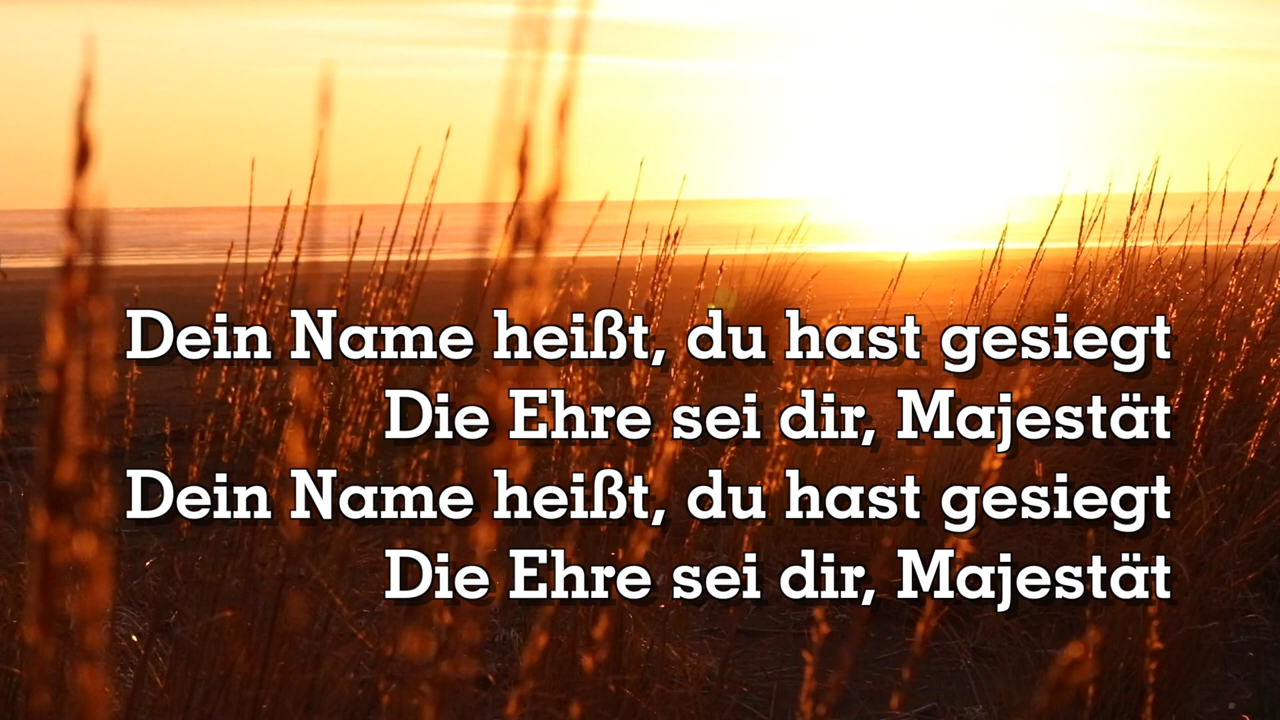 Dein Name heißt, du hast gesiegt
Die Ehre sei dir, Majestät
Dein Name heißt, du hast gesiegt
Die Ehre sei dir, Majestät